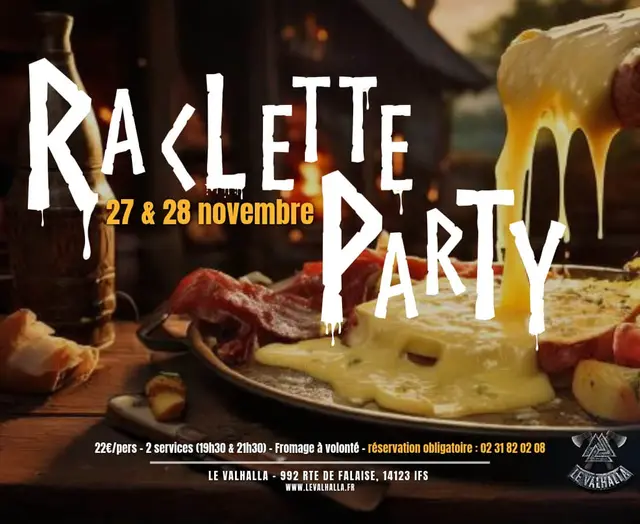 RACLETTE
27 & 28 novembre
PARTY
22€/pers - 2 services (19h30 & 21h30) - Fromage à volonté - réservation obligatoire : 02 31 82 02 08
LE VALHALLA - 992 RTE DE FALAISE, 14123 IFS
WWW.LEVALHALLA.FR
LE VALHALLA